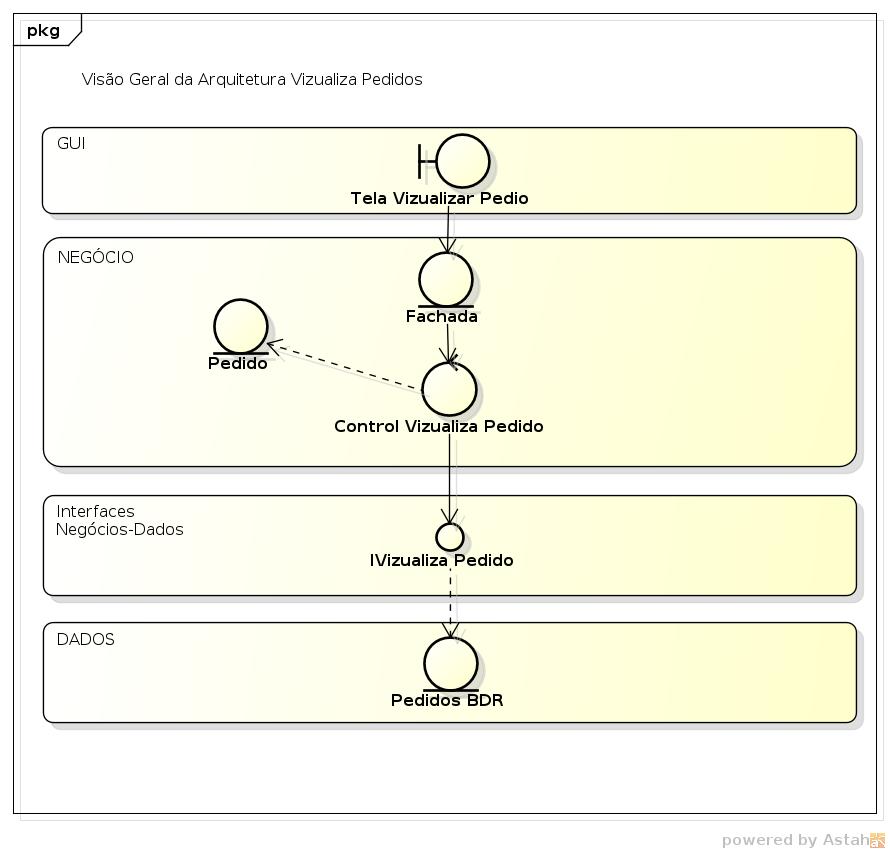 pkg
Visão Geral da Arquitetura Vizualiza Pedidos
GUI
Tela Vizualizar Pedio
NEGÓCIO
Fachada
Pedido
Control Vizualiza Pedido
Interfaces
Negócios-Dados
IVizualiza Pedido
DADOS
Pedidos BDR
powered by Astah